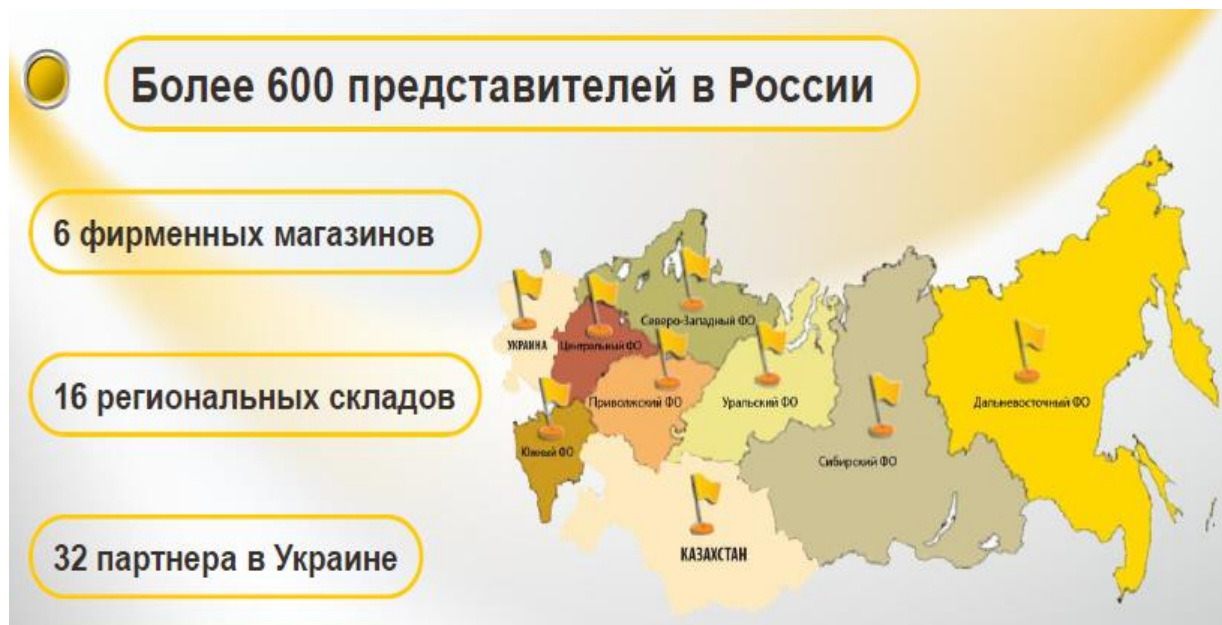 Более 600 представителей в России
6 фирменных магазинов
16 региональных складов
32 партнера в Украине
Северо-Западный ФО
УКРАИНА
Центральный ФО
Приволжский ФО
Уральский ФО
Дальневосточный ФО
Южный ФО
Сибирский ФО
КАЗАХСТАН